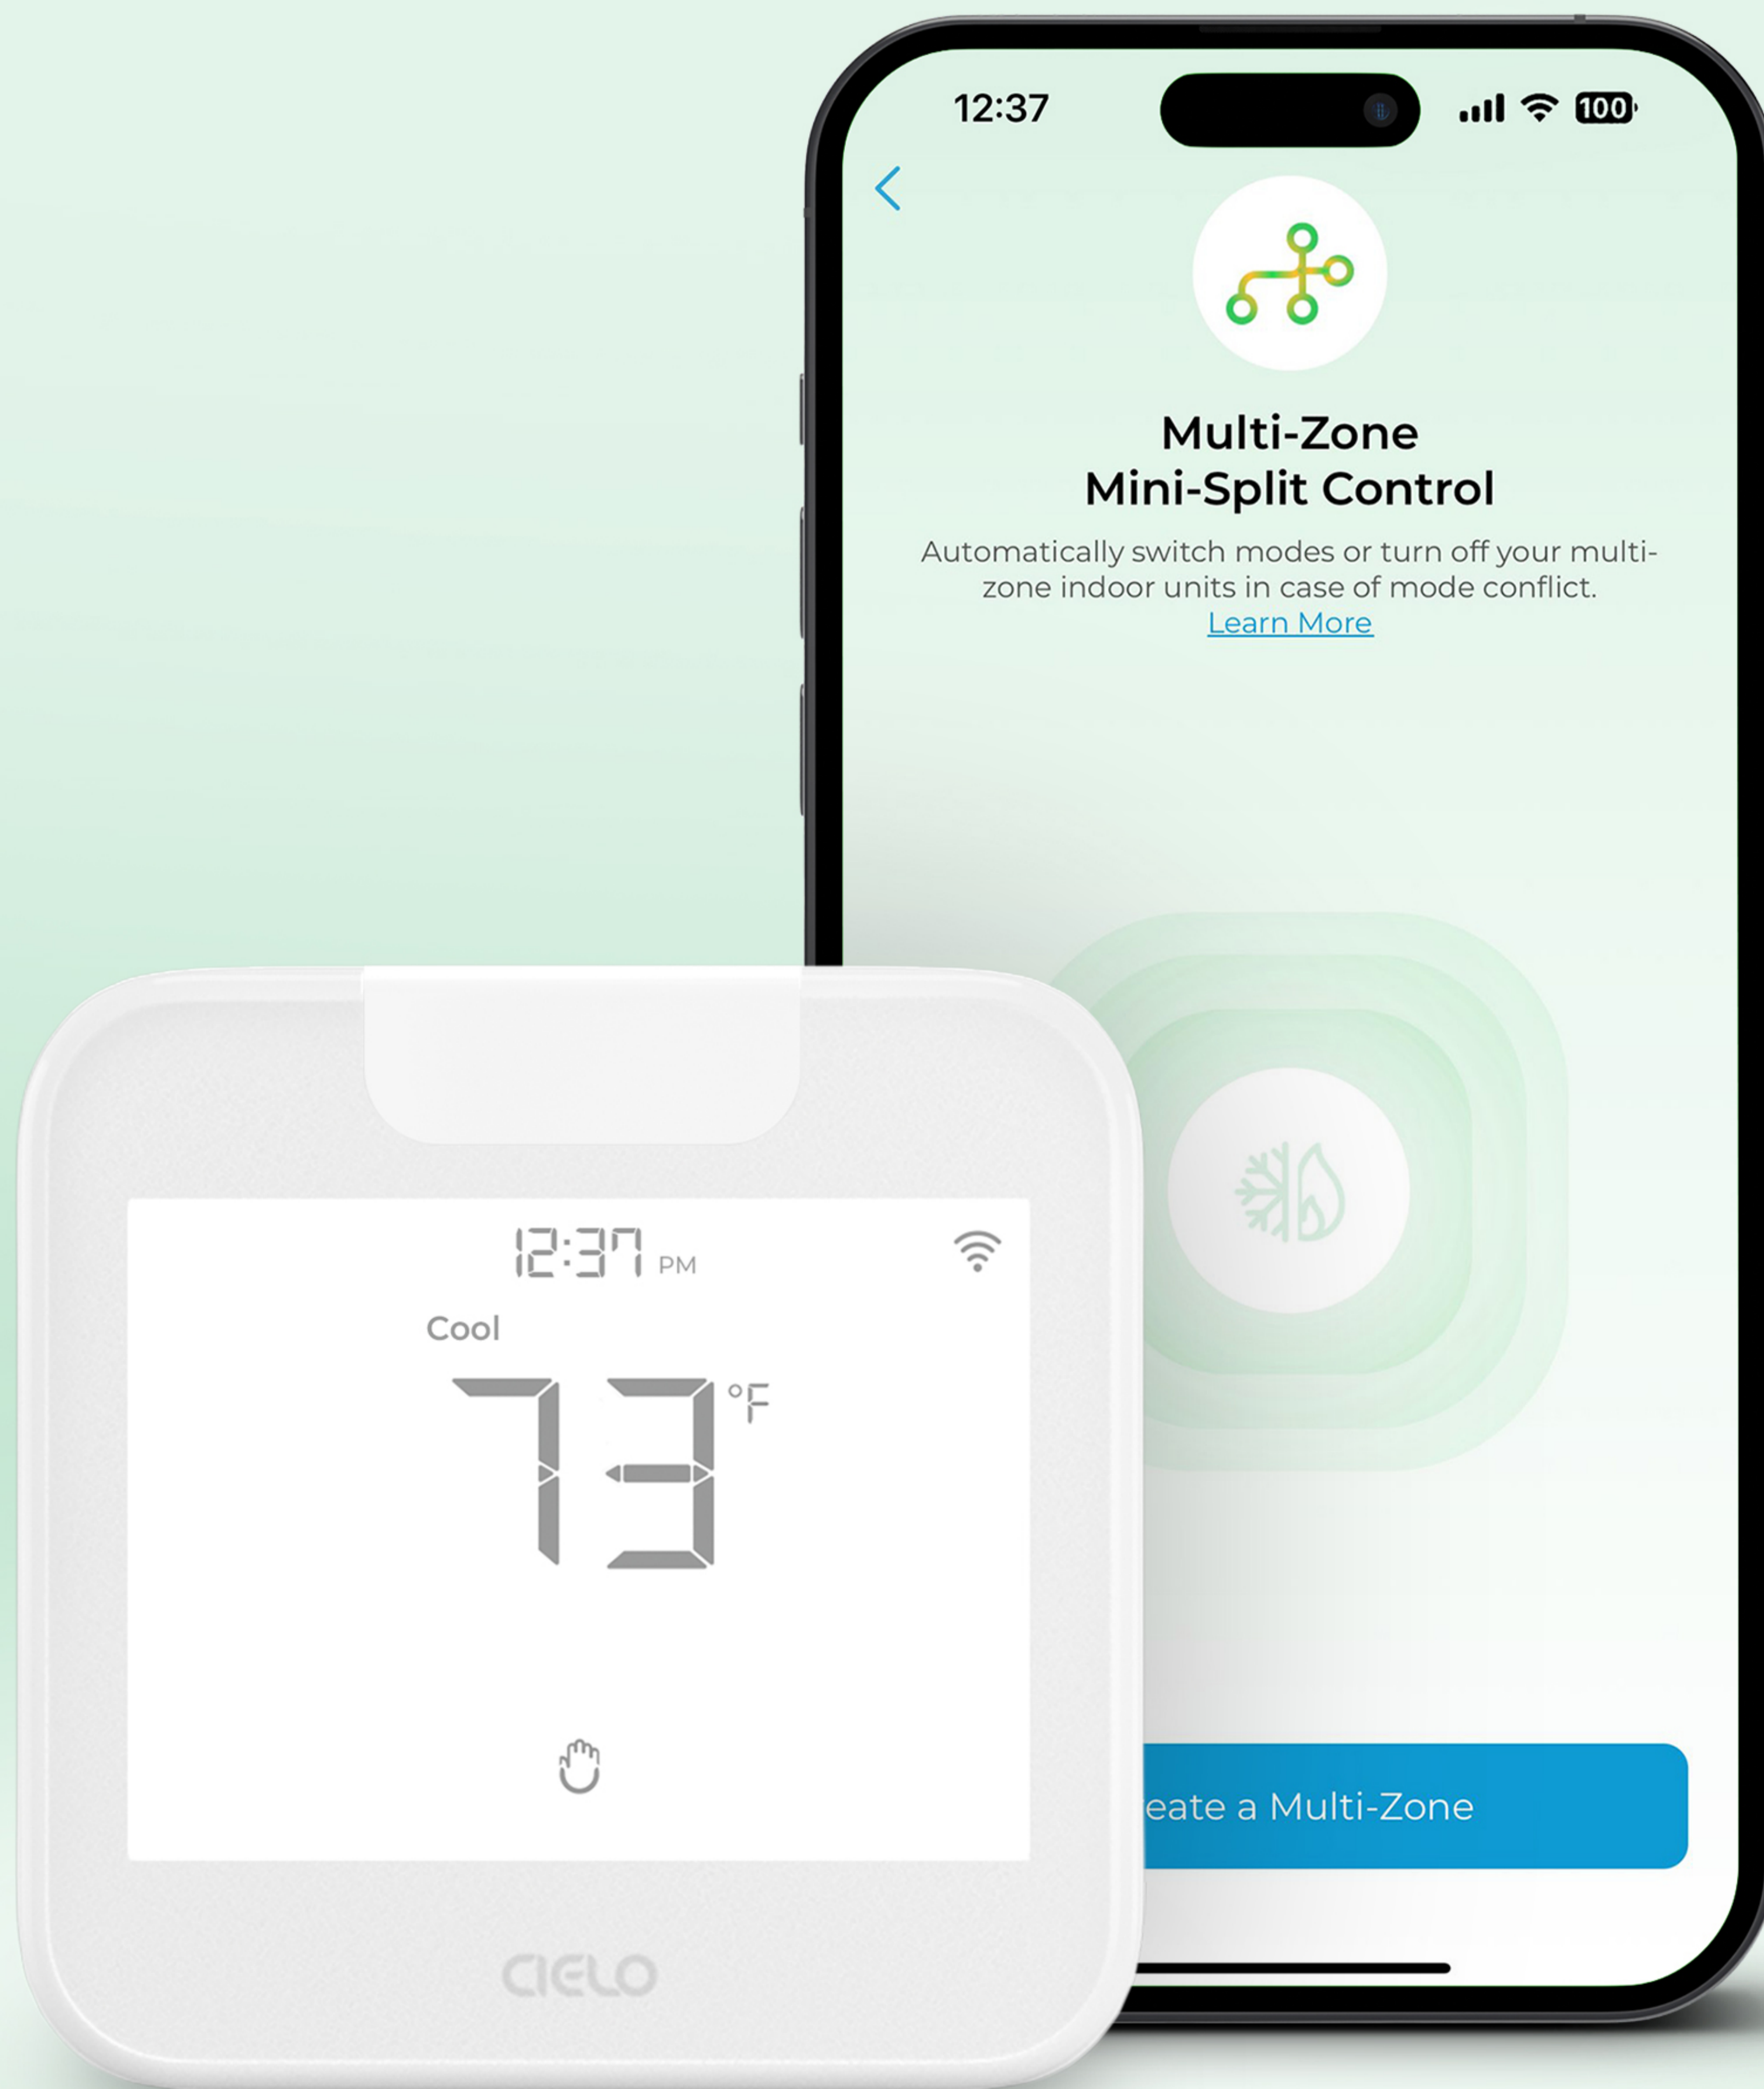 12:37
100
Multi-Zone
Mini-Split Control
Automatically switch modes or turn off your multi-
zone indoor units in case of mode conflict.
Learn More
12:37 PM
Cool
73 °F
eate a Multi-Zone
CIELO